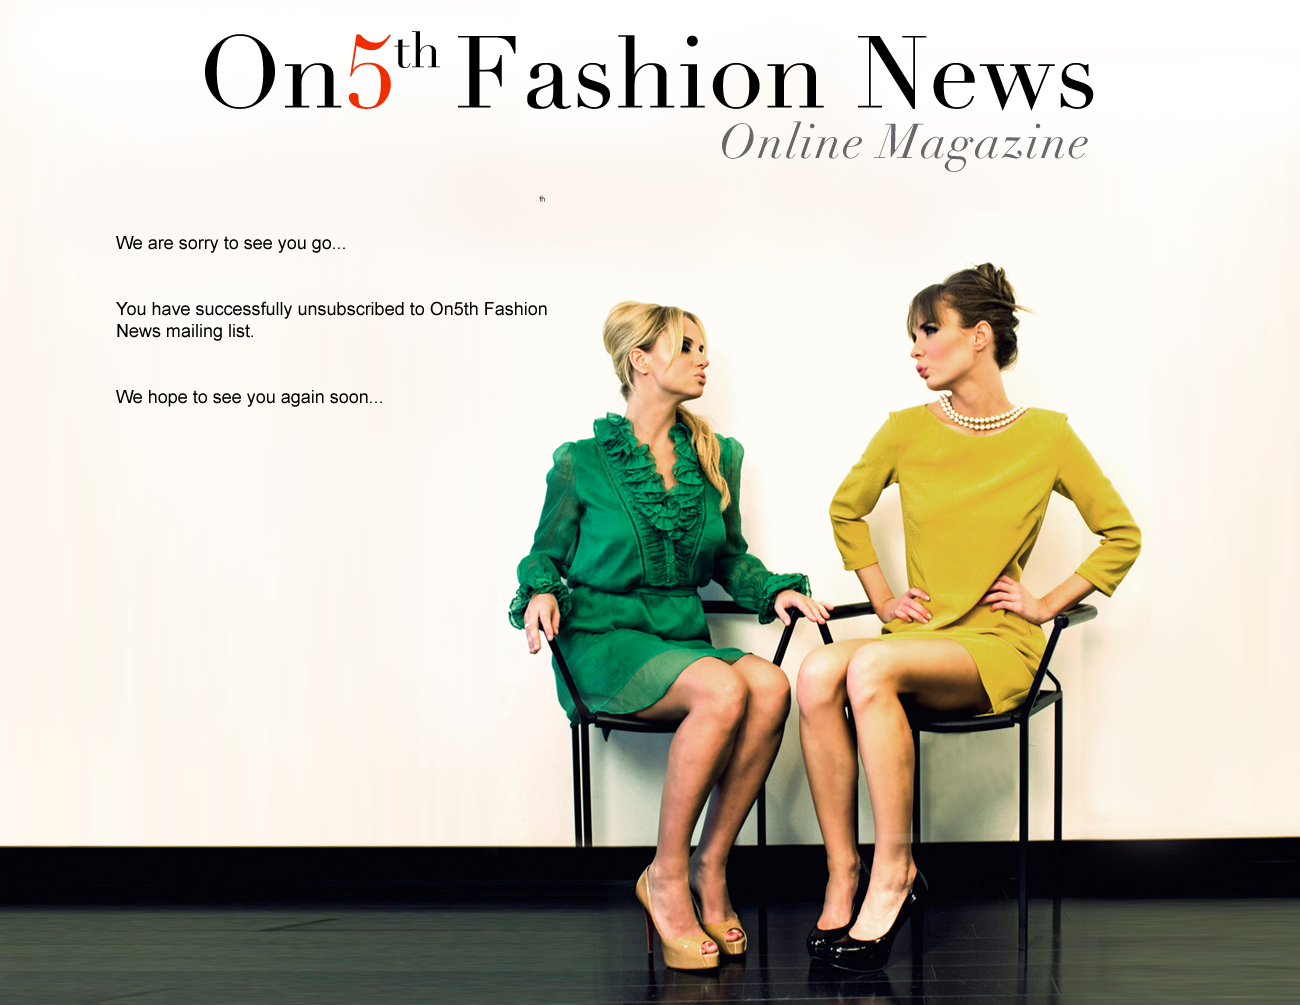 On5th Fashion News
Online Magazine
th
We are sorry to see you go...
You have successfully unsubscribed to On5th Fashion
News mailing list.
We hope to see you again soon...